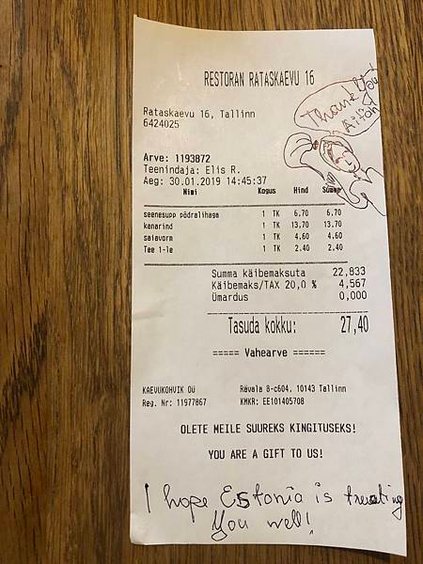 RESTORAN RATASKAEVU 16
Thank You!
Rataskaevu 16, Tallinn
6424025
Arve: 1193872
Teenindaja: Elis R.
Aeg: 30.01.2019 14:45:37
Nimi Kogus Hind Summa
seenesupp põdralihaga 1 TK 6.70 6.70
kanarind 1 TK 13.70 13.70
saiavorm 1 TK 4.60 4.60
Tee 1-le 1 TK 2.40 2.40
Summa käibemaksuta 22,833
Käibemaks/TAX 20,0 % 4,567
Ümardus 0,000
Tasuda kokku: 27,40
===== Vahearve ======
KAEVUKOHVIK OÜ Rävala 8-c604, 10143 Tallinn
Reg. Nr: 11977867 KMKR: EE101405708
OLETE MEILE SUUREKS KINGITUSEKS!
YOU ARE A GIFT TO US!
I hope Estonia is treating
You well!